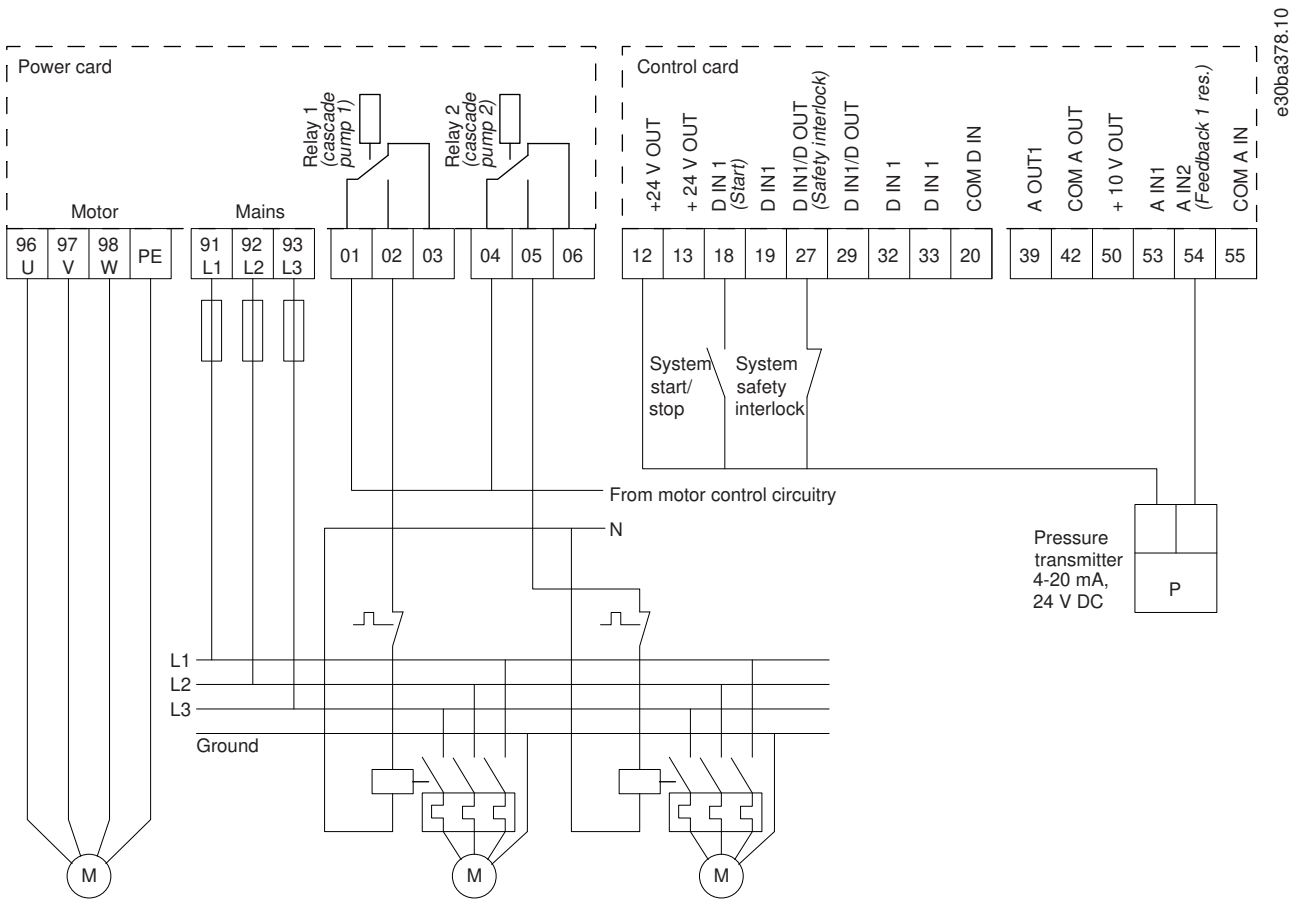 e30ba378.10
Power card
Relay 1
(cascade
pump 1)
Relay 2
(cascade
pump 2)
Motor
Mains
96
U
97
V
98
W
PE
91
L1
92
L2
93
L3
01
02
03
04
05
06
Control card
+24 V OUT
+ 24 V OUT
D IN 1
(Start)
D IN1
D IN1/D OUT
(Safety interlock)
D IN1/D OUT
D IN 1
D IN 1
COM D IN
A OUT1
COM A OUT
+ 10 V OUT
A IN1
A IN2
(Feedback 1 res.)
COM A IN
12
13
18
19
27
29
32
33
20
39
42
50
53
54
55
System
start/
stop
System
safety
interlock
From motor control circuitry
N
Pressure
transmitter
4-20 mA,
24 V DC
P
L1
L2
L3
Ground
M
M
M